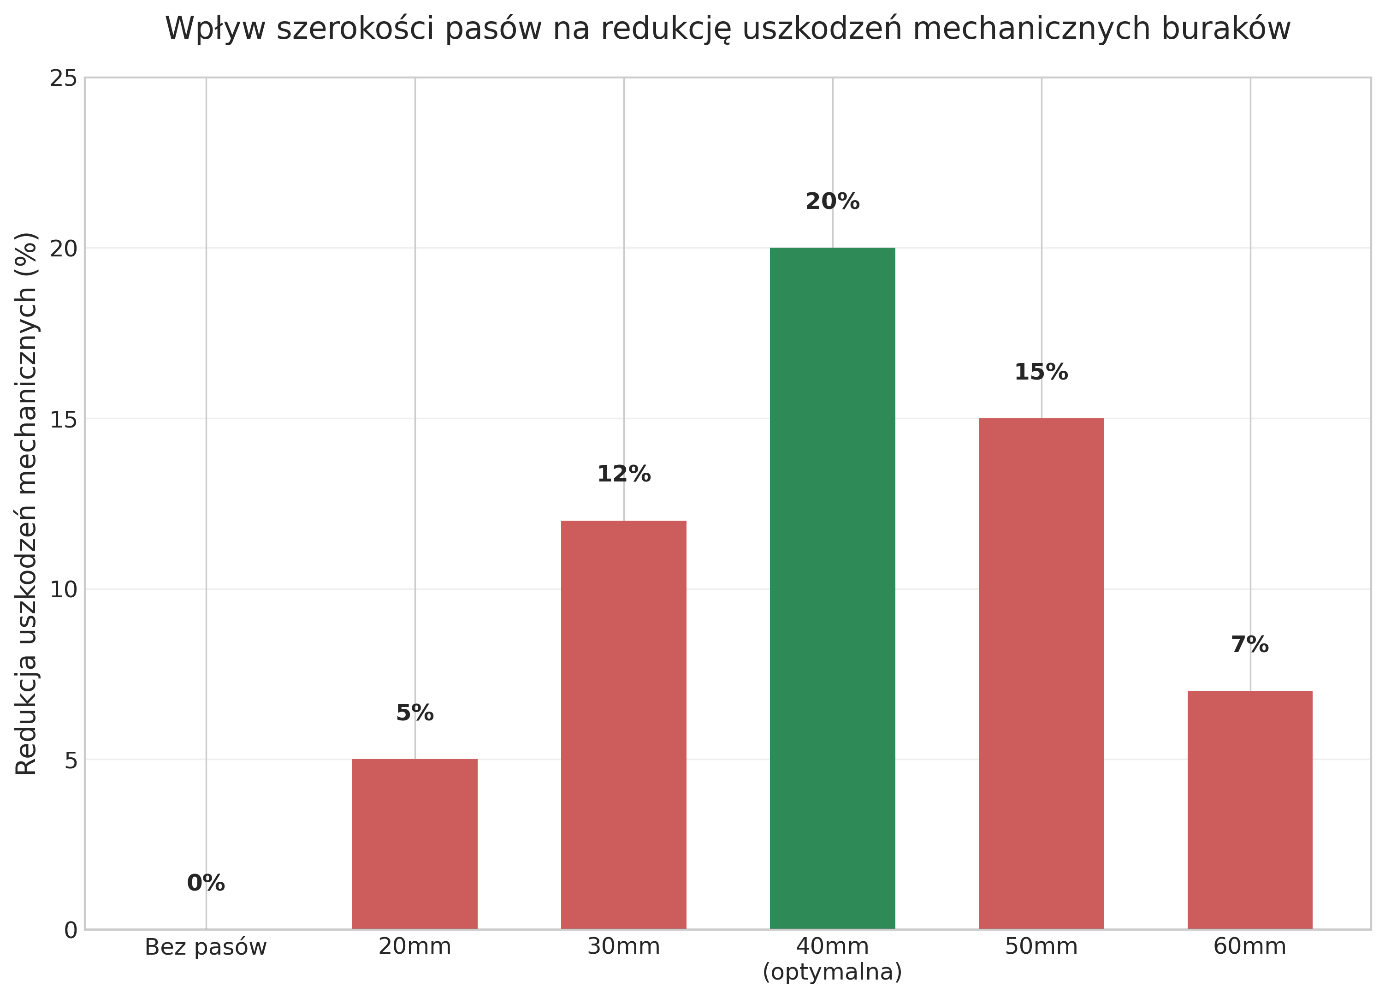 Wpływ szerokości pasów na redukcję uszkodzeń mechanicznych buraków
Redukcja uszkodzeń mechanicznych (%)
25
20
15
10
5
0
0%
5%
12%
20%
15%
7%
Bez pasów
20mm
30mm
40mm
(optymalna)
50mm
60mm